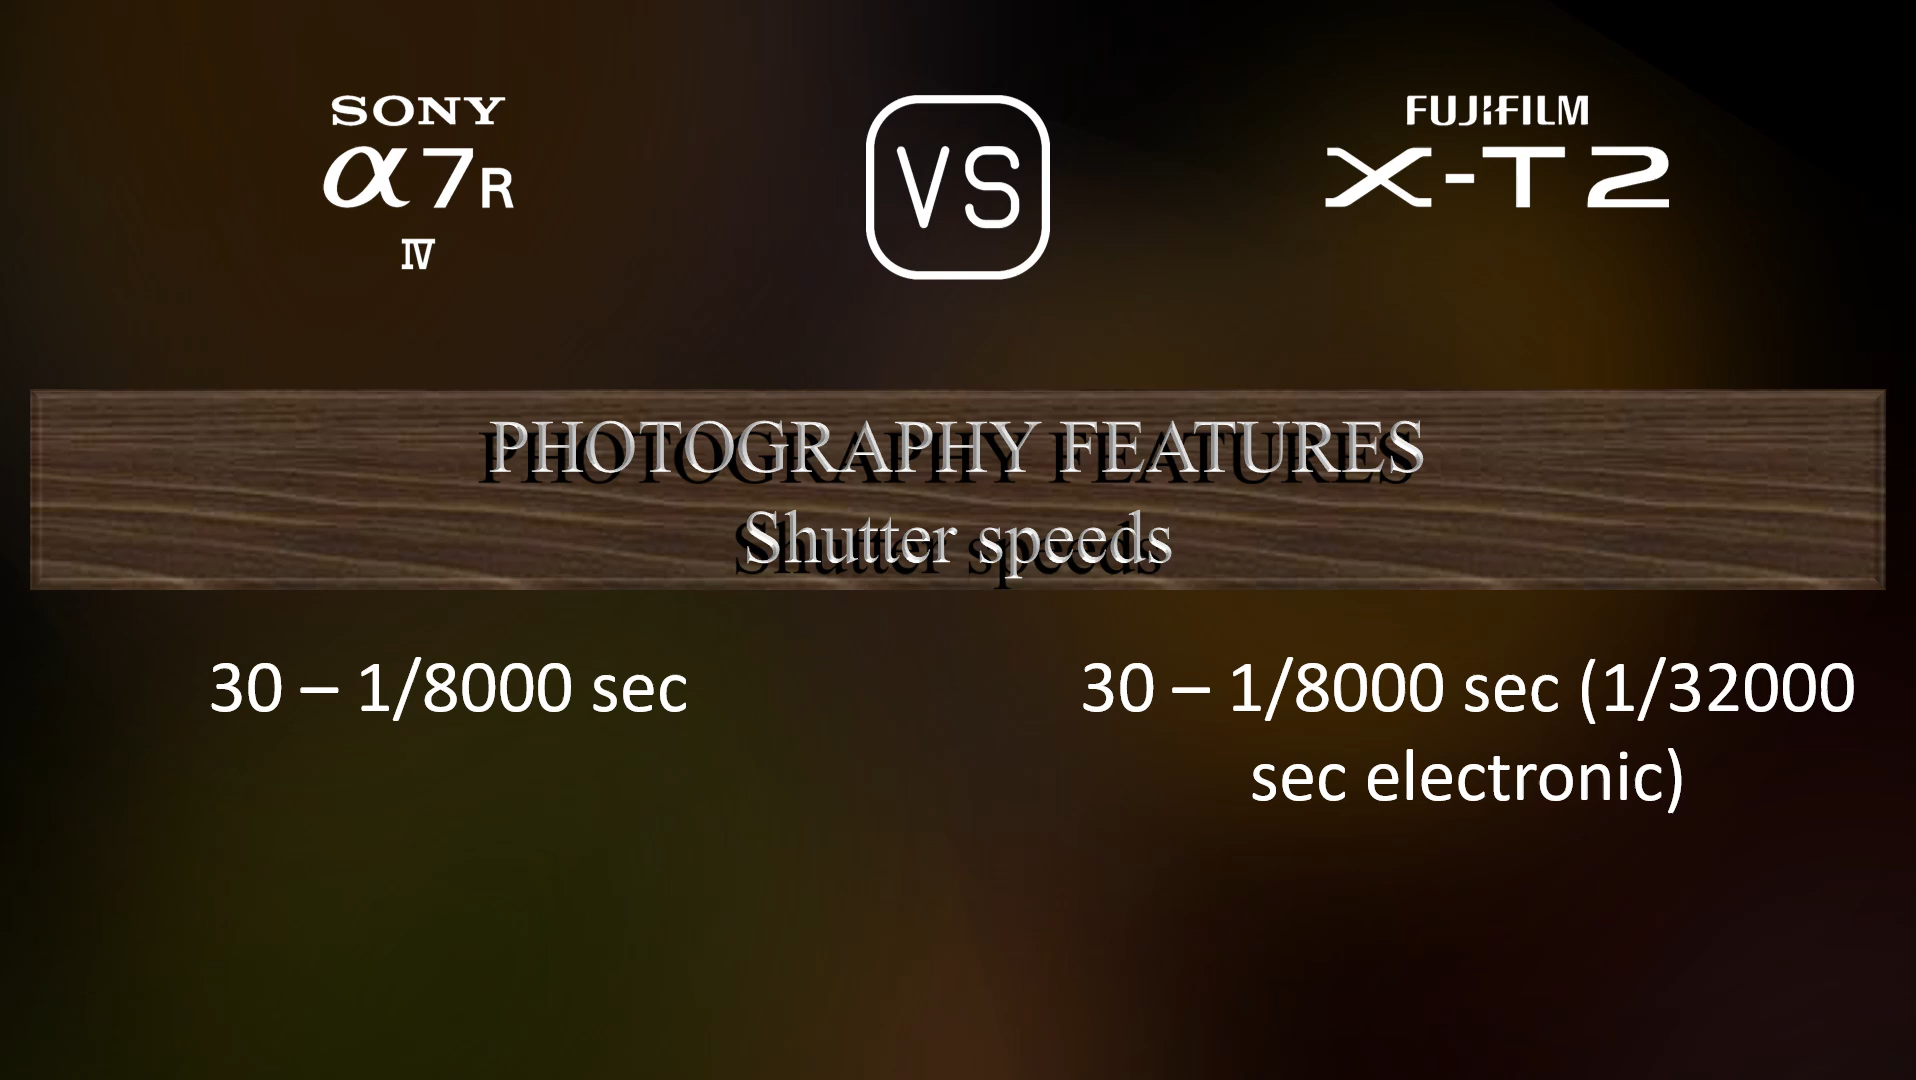 SONY
α7R
IV
VS
FUJIFILM
X-T2
PHOTOGRAPHY FEATURES
Shutter speeds
30 – 1/8000 sec
30 – 1/8000 sec (1/32000
sec electronic)